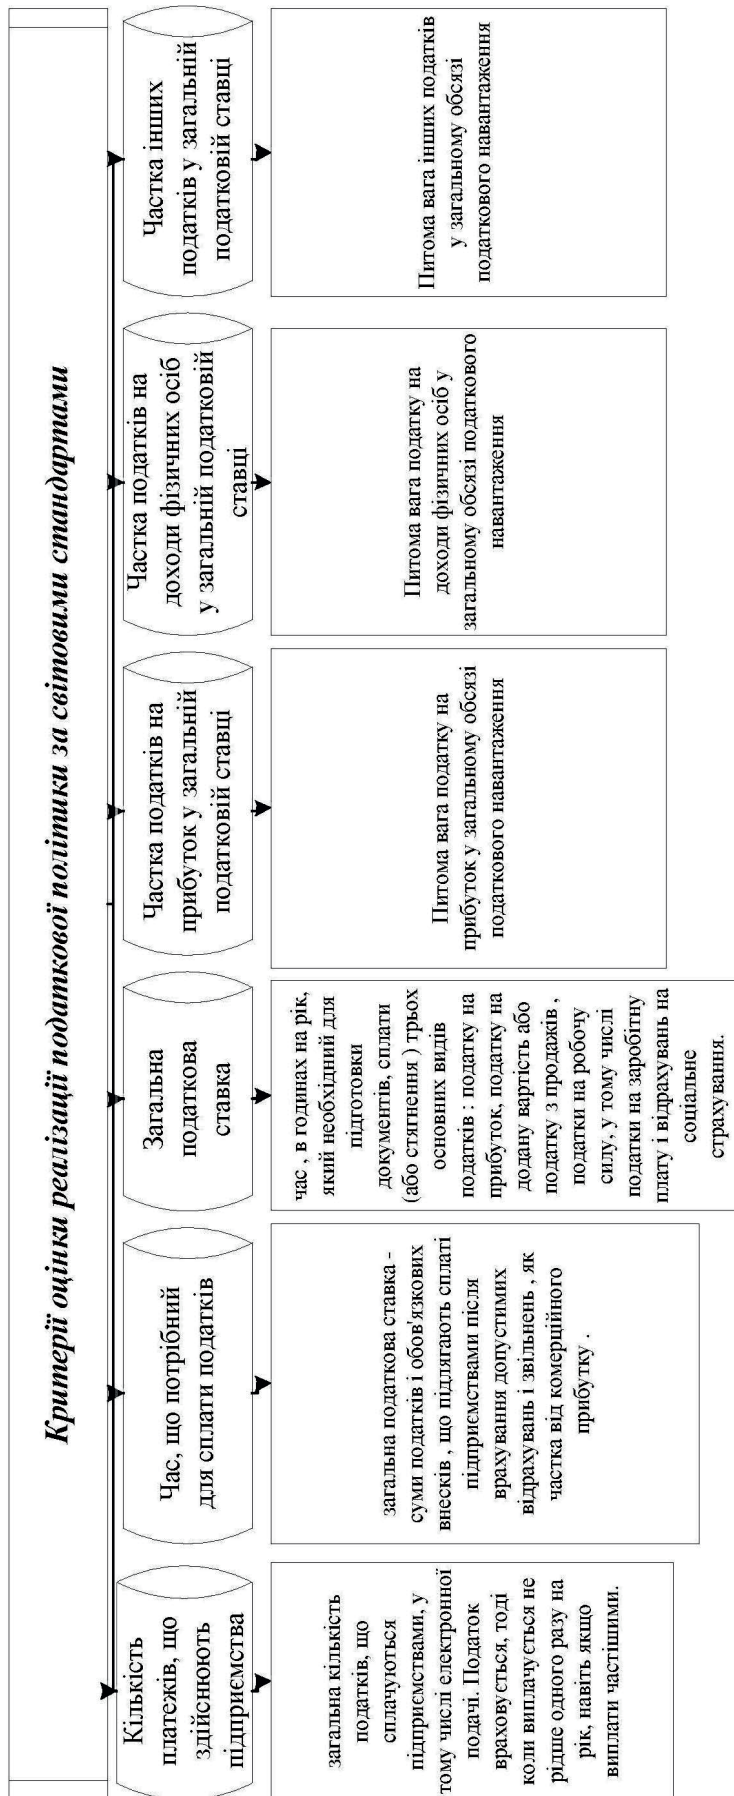 Критерії оцінки реалізації податкової політики за світовими стандартами
Кількість
платежів, що
здійснюють
підприємства
загальна кількість
податків, що
сплачуються
підприємствами, у
тому числі електронної
подачі. Податок
враховується, тоді
коли виплачується не
рідше одного разу на
рік, навіть якщо
виплати частішими.
Час, що потрібний
для сплати податків
загальна податкова ставка -
суми податків і обов'язкових
внесків , що підлягають сплаті
підприємствами після
врахування допустимих
відрахувань і звільнень , як
частка від комерційного
прибутку .
Загальна
податкова
ставка
час , в годинах на рік,
який необхідний для
підготовки
документів, сплати
(або стягнення ) трьох
основних видів
податків : податку на
прибуток, податку на
додану вартість або
податку з продажів ,
податки на робочу
силу, у тому числі
податки на заробітну
плату і відрахувань на
соціальне
страхування.
Частка податків на
прибуток у загальній
податковій ставці
Питома вага податку на
прибуток у загальному обсязі
податкового навантаження
Частка податків на
доходи фізичних осіб
у загальній податковій
ставці
Питома вага податку на
доходи фізичних осіб у
загальному обсязі податкового
навантаження
Частка інших
податків у загальній
податковій ставці
Питома вага інших податків
у загальному обсязі
податкового навантаження